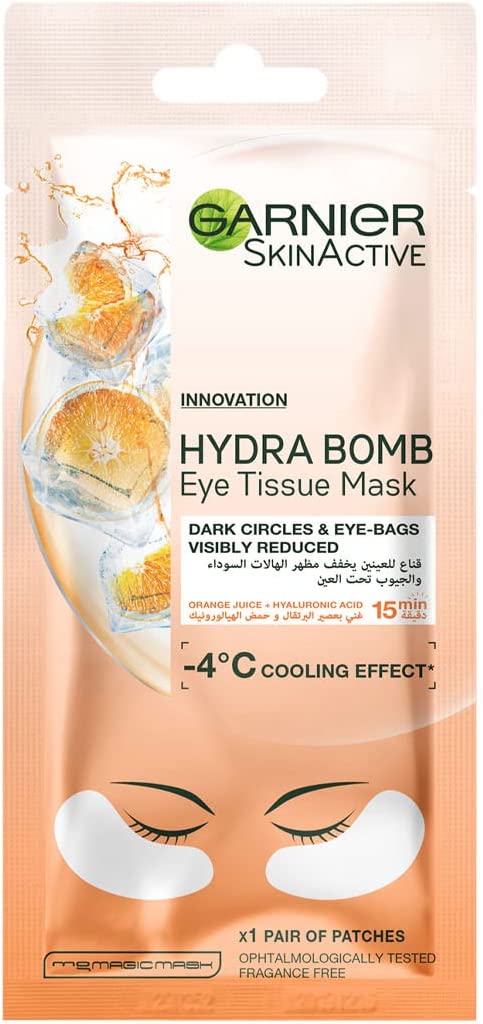 GARNIER
SKINACTIVE
INNOVATION
HYDRA BOMB
Eye Tissue Mask
DARK CIRCLES & EYE-BAGS
VISIBLY REDUCED
قناع للعينين يخفف مظهر الهالات السوداء
والجيوب تحت العين
ORANGE JUICE + HYALURONIC ACID
غني بعصير البرتقال و حمض الهيالورونيك
15 min
دقيقة
-4°C COOLING EFFECT*
x1 PAIR OF PATCHES
OPHTALMOLOGICALLY TESTED
FRAGANCE FREE
MAGICMASK